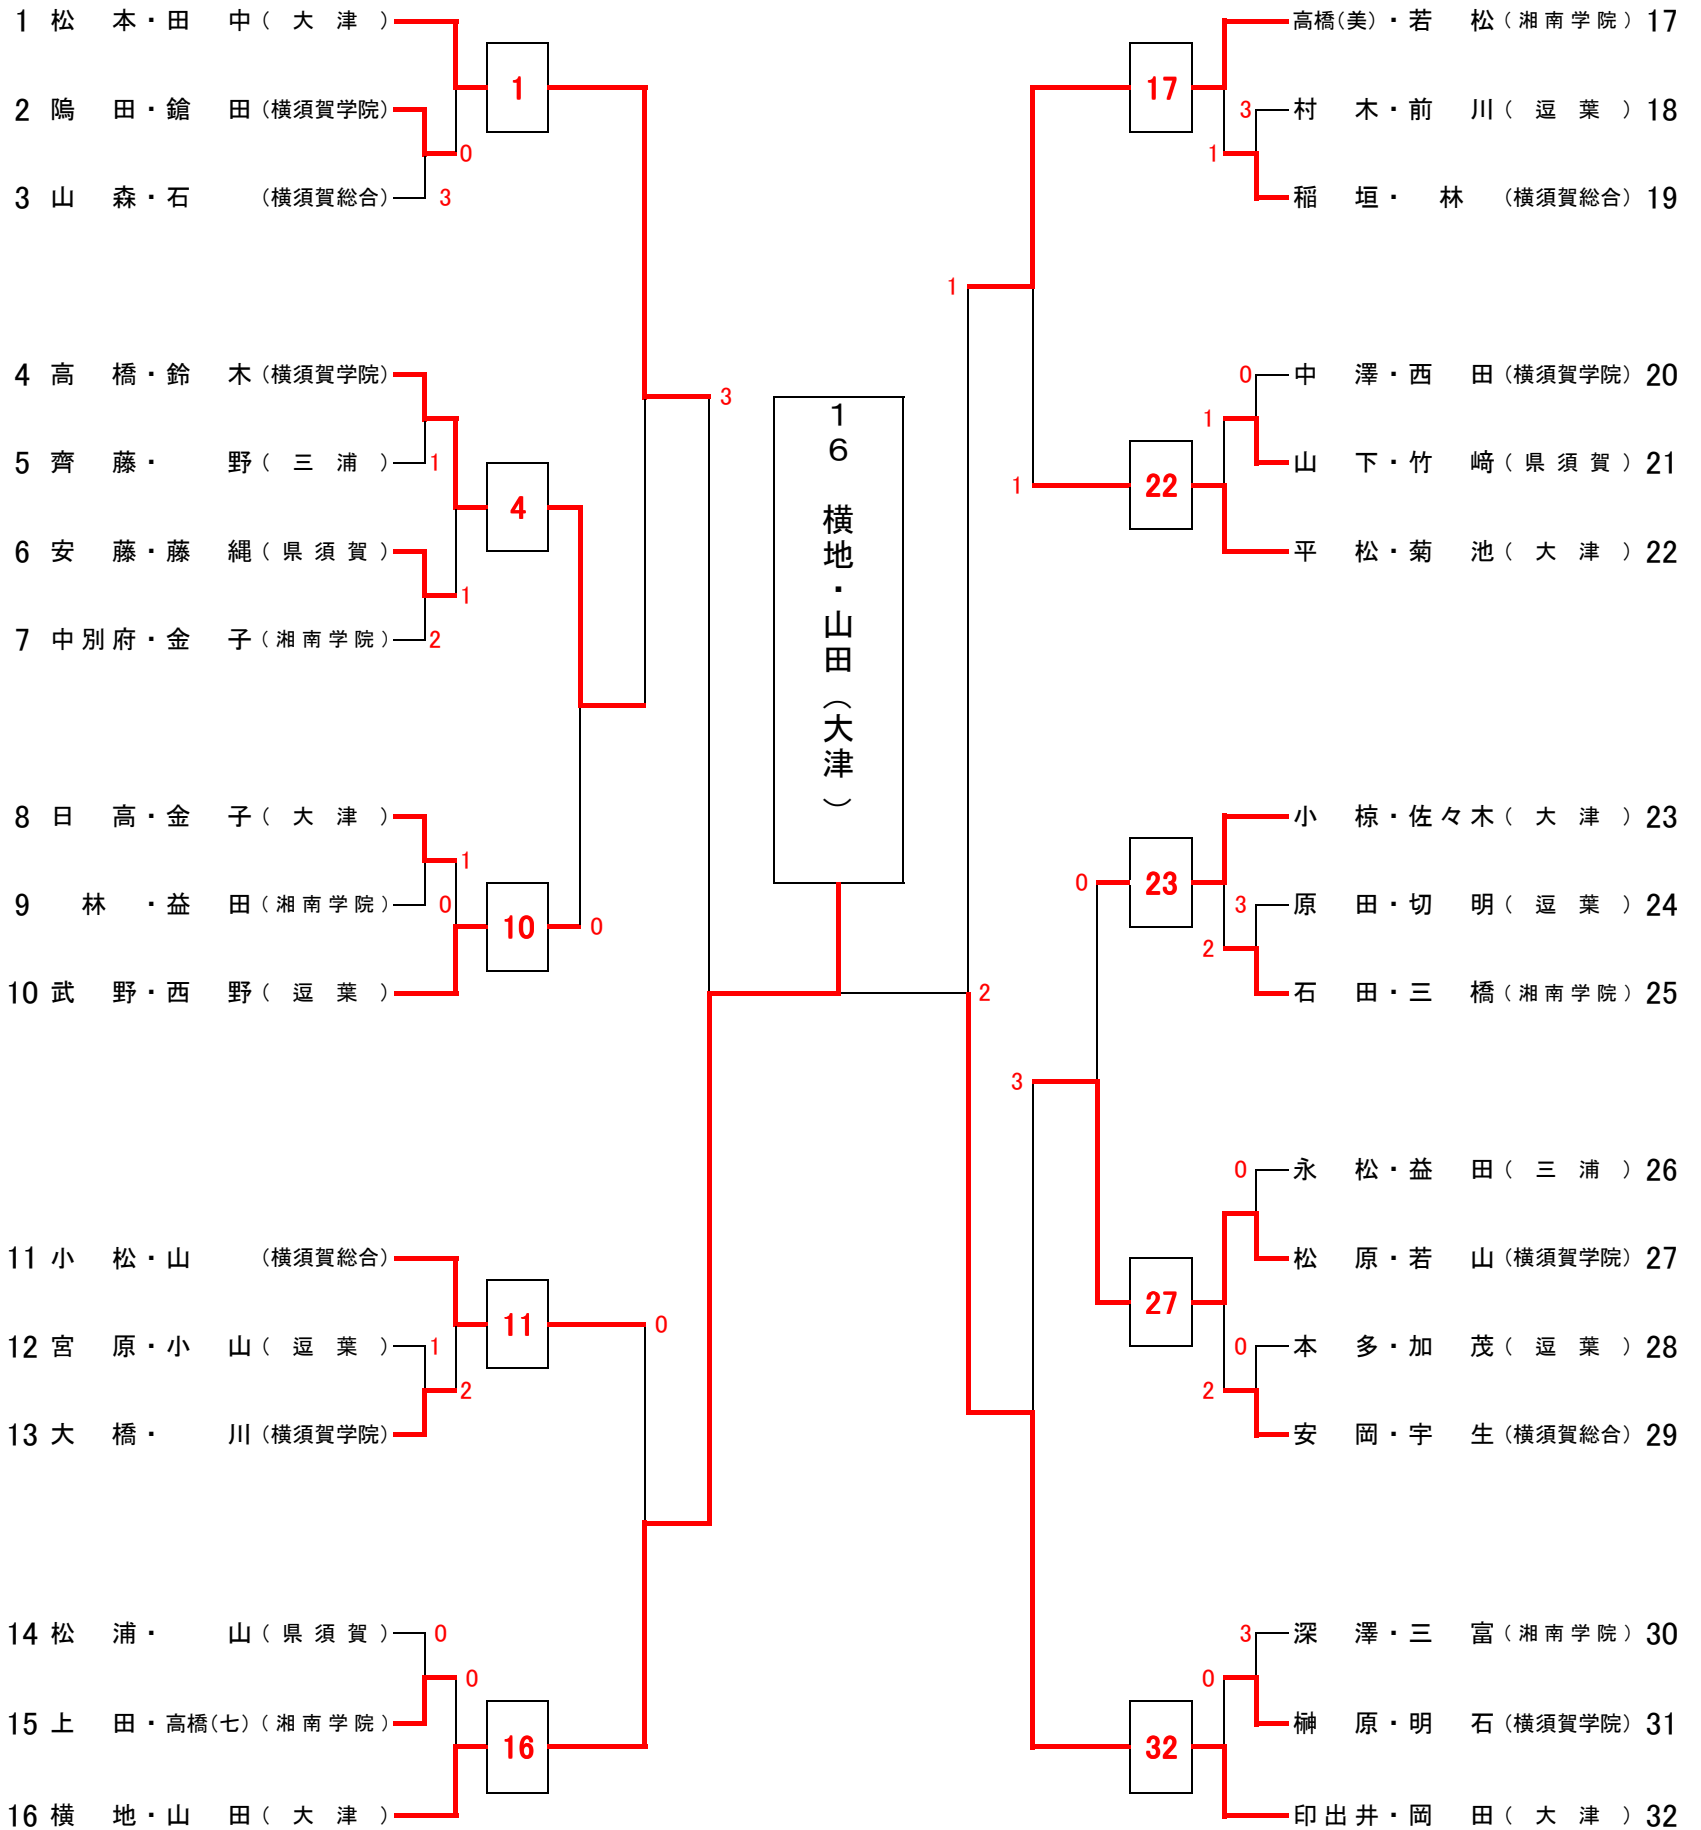 1 松本・田中（大津）
2 隝田・鎗田（横須賀学院）
0
3 山森・石（横須賀総合）
3
1
4 高橋・鈴木（横須賀学院）
5 齊藤・野（三浦）
1
4
6 安藤・藤縄（県須賀）
1
7 中別府・金子（湘南学院）
2
3
8 日高・金子（大津）
1
9 林・益田（湘南学院）
0
10
0
10 武野・西野（逗葉）
11 小松・山（横須賀総合）
11
0
12 宮原・小山（逗葉）
1
2
13 大橋・川（横須賀学院）
14 松浦・山（県須賀）
0
0
15 上田・高橋(七)（湘南学院）
16
16 横地・山田（大津）
16 横地・山田（大津）
高橋(美)・若松（湘南学院）17
17
3
村木・前川（逗葉）18
1
稲垣・林（横須賀総合）19
1
0
中澤・西田（横須賀学院）20
1
山下・竹﨑（県須賀）21
1
22
平松・菊池（大津）22
小椋・佐々木（大津）23
0
23
3
原田・切明（逗葉）24
2
石田・三橋（湘南学院）25
2
3
0
永松・益田（三浦）26
松原・若山（横須賀学院）27
27
0
本多・加茂（逗葉）28
2
安岡・宇生（横須賀総合）29
3
深澤・三富（湘南学院）30
0
榊原・明石（横須賀学院）31
32
印出井・岡田（大津）32